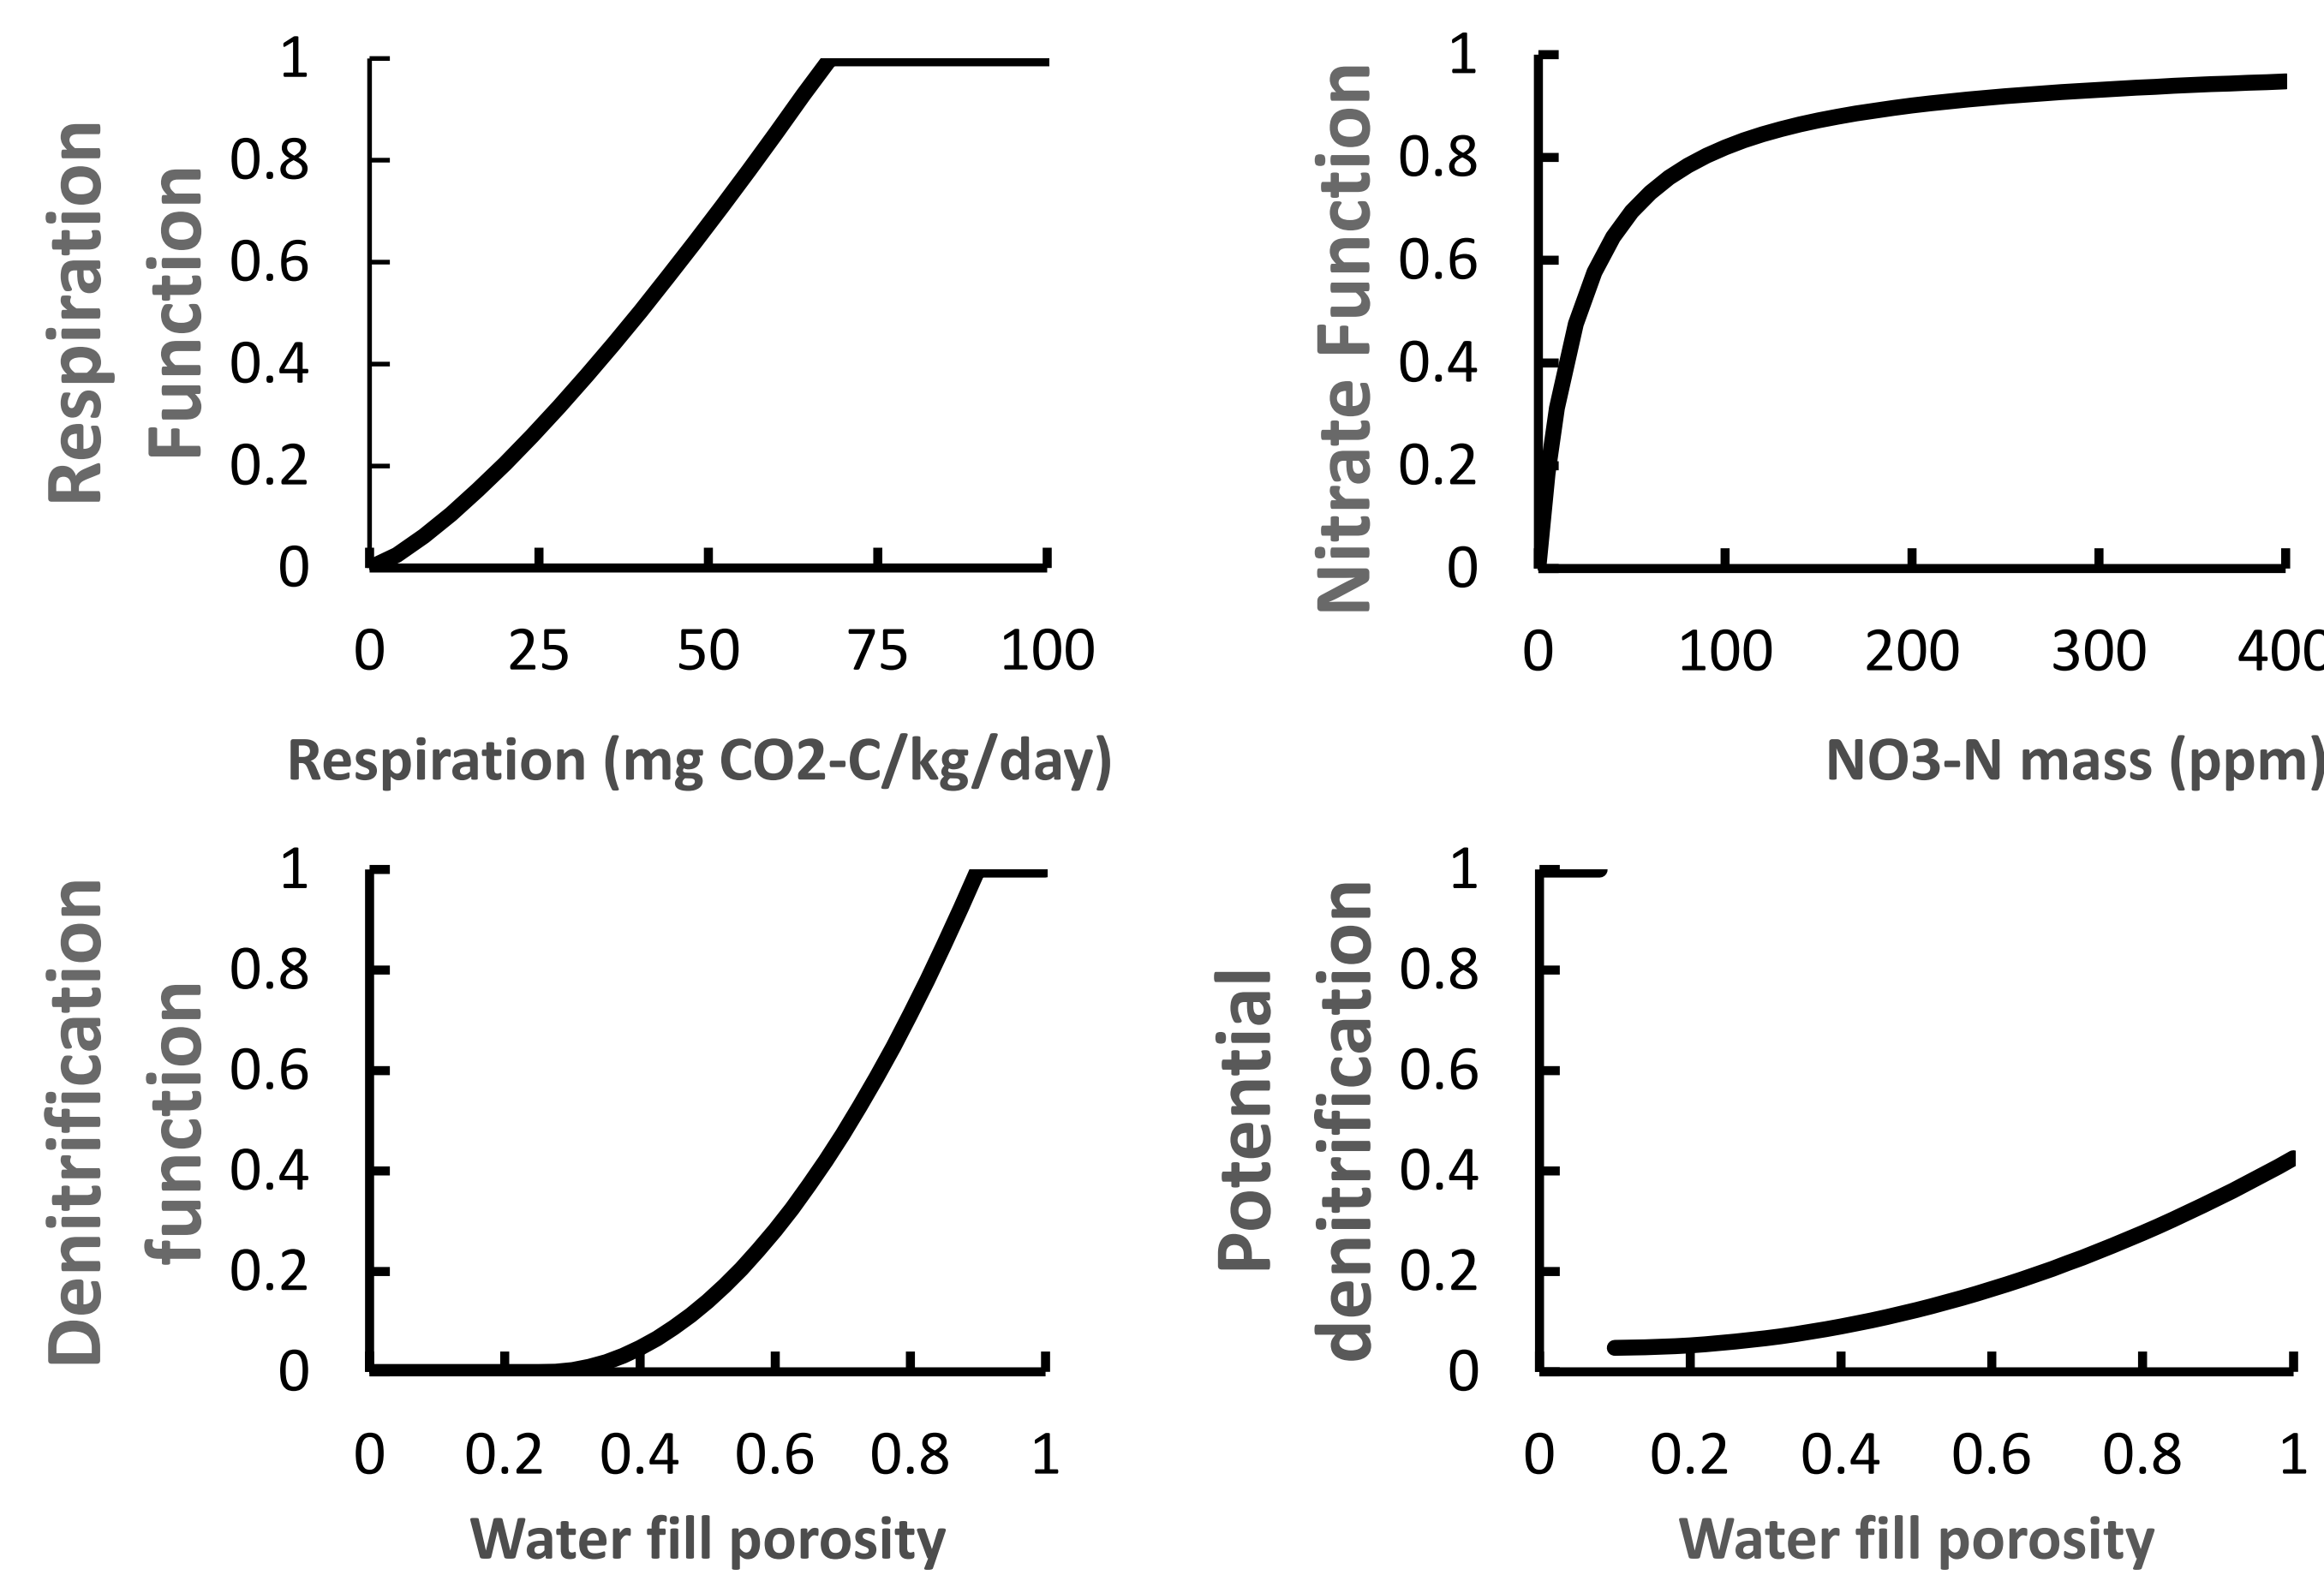 Respiration
Function
1
0.8
0.6
0.4
0.2
0
0 25 50 75 100
Respiration (mg CO2-C/kg/day)
Nitrate Function
1
0.8
0.6
0.4
0.2
0
0 100 200 300 400
NO3-N mass (ppm)
Denitrification
function
1
0.8
0.6
0.4
0.2
0
0 0.2 0.4 0.6 0.8 1
Water fill porosity
Potential
denitrification
1
0.8
0.6
0.4
0.2
0
0 0.2 0.4 0.6 0.8 1
Water fill porosity